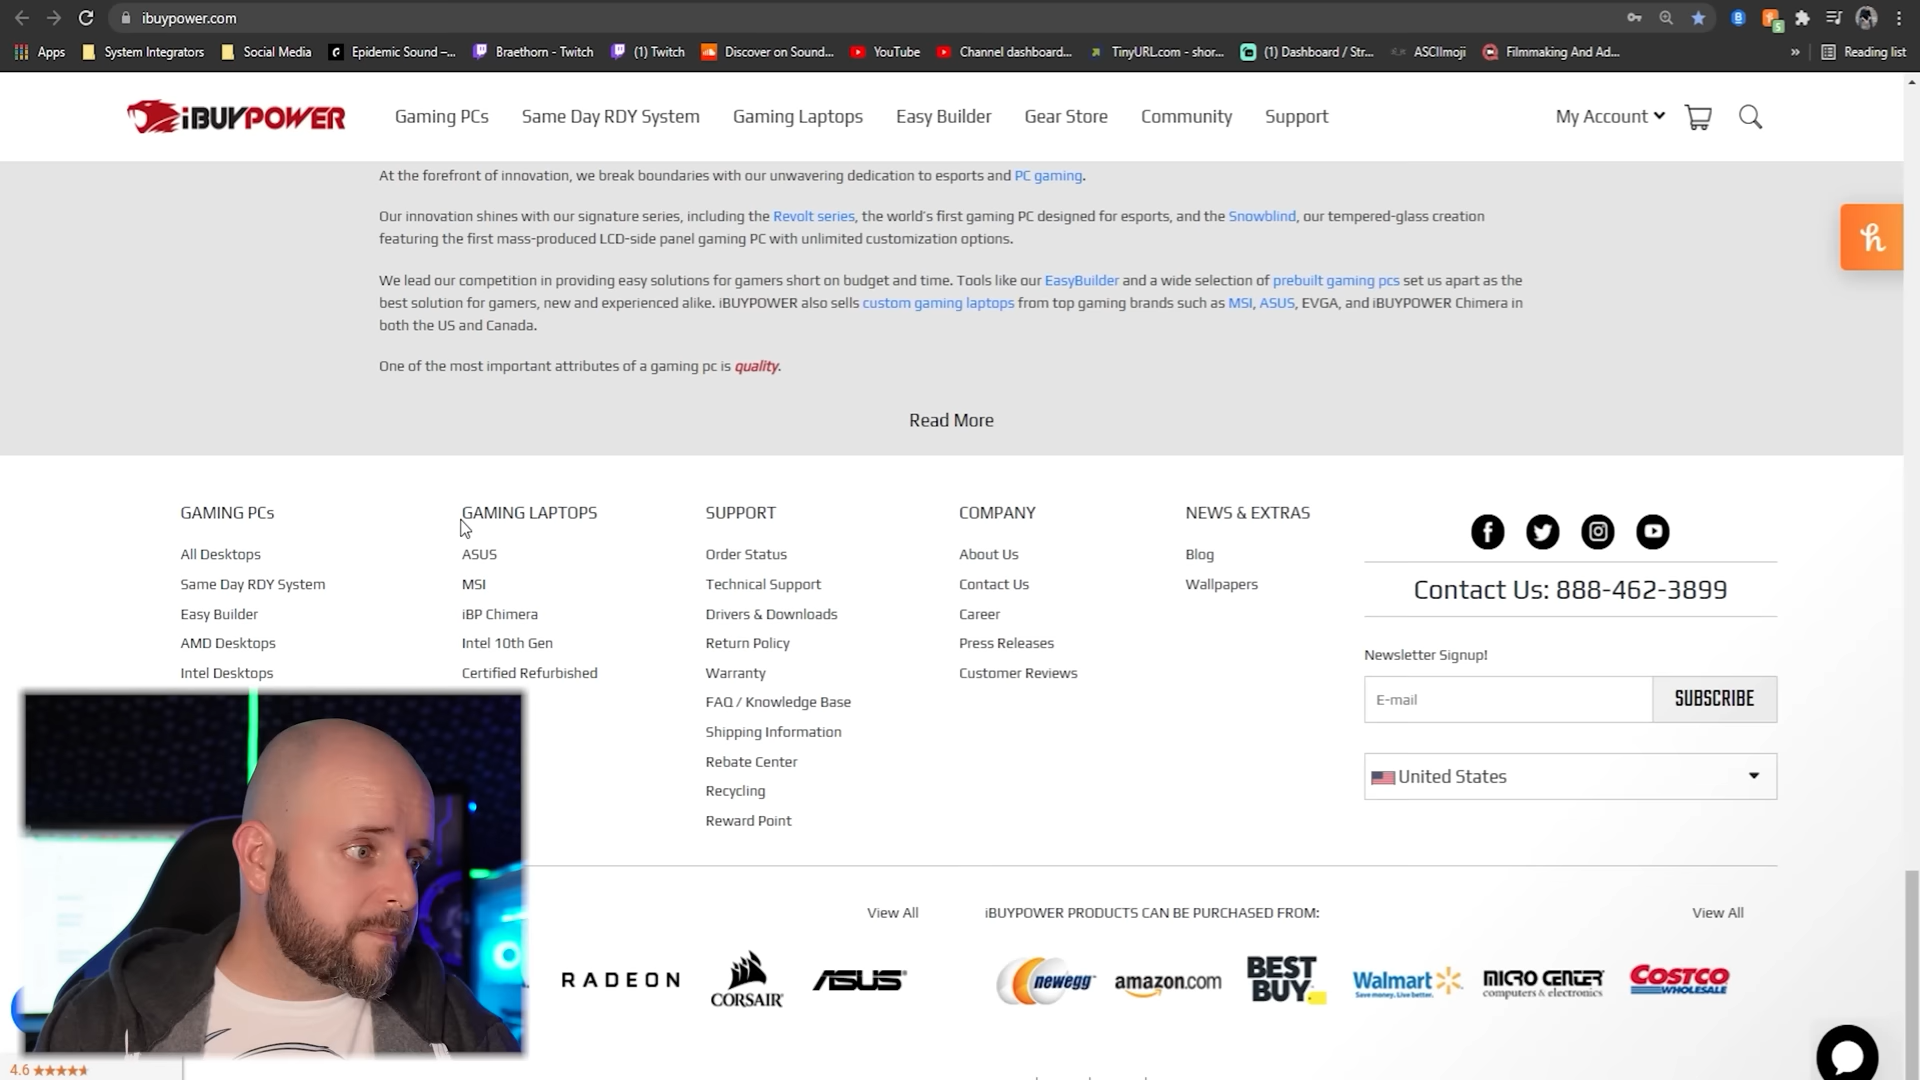 ibuypower.com
Apps
System Integrators
Social Media
Epidemic Sound –...
Braethorn - Twitch
(1) Twitch
Discover on Sound...
YouTube
Channel dashboard...
TinyURL.com - shor...
(1) Dashboard / Str...
ASCIImoji
Filmmaking And Ad...
»
Reading list
iBUYPOWER
Gaming PCs
Same Day RDY System
Gaming Laptops
Easy Builder
Gear Store
Community
Support
My Account
At the forefront of innovation, we break boundaries with our unwavering dedication to esports and PC gaming.
Our innovation shines with our signature series, including the Revolt series, the world's first gaming PC designed for esports, and the Snowblind, our tempered-glass creation
featuring the first mass-produced LCD-side panel gaming PC with unlimited customization options.
We lead our competition in providing easy solutions for gamers short on budget and time. Tools like our EasyBuilder and a wide selection of prebuilt gaming pcs set us apart as the
best solution for gamers, new and experienced alike. iBUYPOWER also sells custom gaming laptops from top gaming brands such as MSI, ASUS, EVGA, and iBUYPOWER Chimera in
both the US and Canada.
One of the most important attributes of a gaming pc is quality.
Read More
GAMING PCs
All Desktops
Same Day RDY System
Easy Builder
AMD Desktops
Intel Desktops
GAMING LAPTOPS
ASUS
MSI
iBP Chimera
Intel 10th Gen
Certified Refurbished
SUPPORT
Order Status
Technical Support
Drivers & Downloads
Return Policy
Warranty
FAQ / Knowledge Base
Shipping Information
Rebate Center
Recycling
Reward Point
COMPANY
About Us
Contact Us
Career
Press Releases
Customer Reviews
NEWS & EXTRAS
Blog
Wallpapers
Contact Us: 888-462-3899
Newsletter Signup!
E-mail
SUBSCRIBE
United States
View All
RADEON
CORSAIR
ASUS
iBUYPOWER PRODUCTS CAN BE PURCHASED FROM:
View All
newegg
amazon.com
BEST BUY
Walmart
Save money. Live better.
MICRO CENTER
computers & electronics
COSTCO
WHOLESALE
4.6